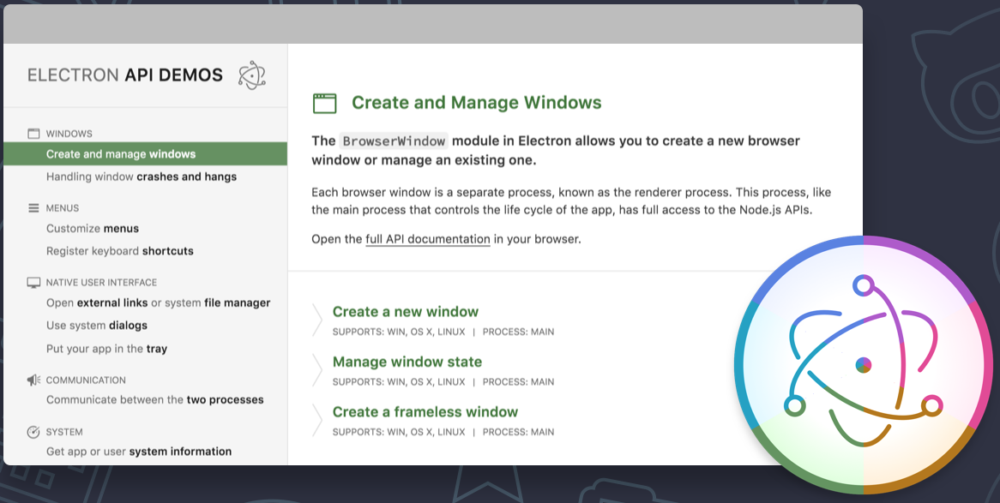 ELECTRON API DEMOS
WINDOWS
Create and manage windows
Handling window crashes and hangs
MENUS
Customize menus
Register keyboard shortcuts
NATIVE USER INTERFACE
Open external links or system file manager
Use system dialogs
Put your app in the tray
COMMUNICATION
Communicate between the two processes
SYSTEM
Get app or user system information
Create and Manage Windows
The BrowserWindow module in Electron allows you to create a new browser
window or manage an existing one.
Each browser window is a separate process, known as the renderer process. This process, like
the main process that controls the life cycle of the app, has full access to the Node.js APIs.
Open the full API documentation in your browser.
Create a new window
SUPPORTS: WIN, OS X, LINUX | PROCESS: MAIN
Manage window state
SUPPORTS: WIN, OS X, LINUX | PROCESS: MAIN
Create a frameless window
SUPPORTS: WIN, OS X, LINUX | PROCESS: MAIN